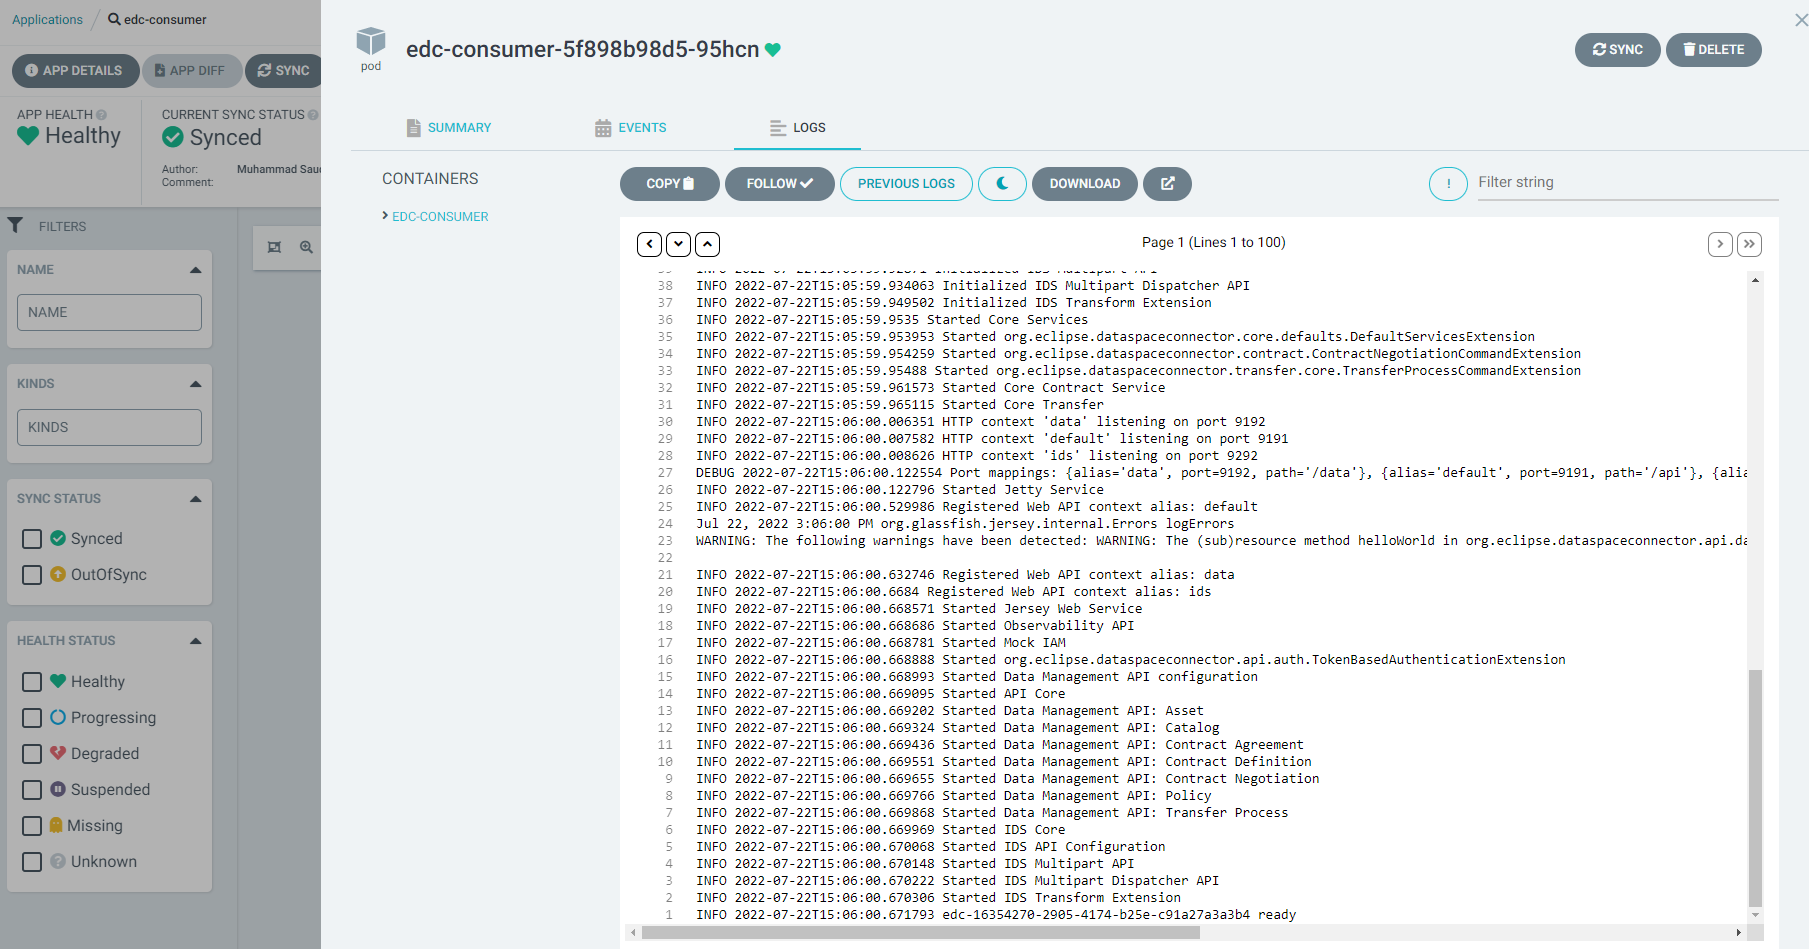 Applications / edc-consumer
APP DETAILS
APP DIFF
SYNC
APP HEALTH
Healthy
CURRENT SYNC STATUS
Synced
Author: Muhammad Saud
Comment:
FILTERS
NAME
NAME
KINDS
KINDS
SYNC STATUS
Synced
OutOfSync
HEALTH STATUS
Healthy
Progressing
Degraded
Suspended
Missing
Unknown
pod
edc-consumer-5f898b98d5-95hcn
SYNC
DELETE
SUMMARY
EVENTS
LOGS
CONTAINERS
EDC-CONSUMER
COPY
FOLLOW
PREVIOUS LOGS
DOWNLOAD
Filter string
Page 1 (Lines 1 to 100)
39 INFO 2022-07-22T15:05:59.92871 Initialized IDS Multipart API
38 INFO 2022-07-22T15:05:59.934063 Initialized IDS Multipart Dispatcher API
37 INFO 2022-07-22T15:05:59.949502 Initialized IDS Transform Extension
36 INFO 2022-07-22T15:05:59.9535 Started Core Services
35 INFO 2022-07-22T15:05:59.953953 Started org.eclipse.dataspaceconnector.core.defaults.DefaultServicesExtension
34 INFO 2022-07-22T15:05:59.954259 Started org.eclipse.dataspaceconnector.contract.ContractNegotiationCommandExtension
33 INFO 2022-07-22T15:05:59.95488 Started org.eclipse.dataspaceconnector.transfer.core.TransferProcessCommandExtension
32 INFO 2022-07-22T15:05:59.961573 Started Core Contract Service
31 INFO 2022-07-22T15:05:59.965115 Started Core Transfer
30 INFO 2022-07-22T15:06:00.006351 HTTP context 'data' listening on port 9192
29 INFO 2022-07-22T15:06:00.007582 HTTP context 'default' listening on port 9191
28 INFO 2022-07-22T15:06:00.008626 HTTP context 'ids' listening on port 9292
27 DEBUG 2022-07-22T15:06:00.122554 Port mappings: {alias='data', port=9192, path='/data'}, {alias='default', port=9191, path='/api'}, {alia
26 INFO 2022-07-22T15:06:00.122796 Started Jetty Service
25 INFO 2022-07-22T15:06:00.529986 Registered Web API context alias: default
24 Jul 22, 2022 3:06:00 PM org.glassfish.jersey.internal.Errors logErrors
23 WARNING: The following warnings have been detected: WARNING: The (sub)resource method helloWorld in org.eclipse.dataspaceconnector.api.da
22
21 INFO 2022-07-22T15:06:00.632746 Registered Web API context alias: data
20 INFO 2022-07-22T15:06:00.6684 Registered Web API context alias: ids
19 INFO 2022-07-22T15:06:00.668571 Started Jersey Web Service
18 INFO 2022-07-22T15:06:00.668686 Started Observability API
17 INFO 2022-07-22T15:06:00.668781 Started Mock IAM
16 INFO 2022-07-22T15:06:00.668888 Started org.eclipse.dataspaceconnector.api.auth.TokenBasedAuthenticationExtension
15 INFO 2022-07-22T15:06:00.668993 Started Data Management API configuration
14 INFO 2022-07-22T15:06:00.669095 Started API Core
13 INFO 2022-07-22T15:06:00.669202 Started Data Management API: Asset
12 INFO 2022-07-22T15:06:00.669324 Started Data Management API: Catalog
11 INFO 2022-07-22T15:06:00.669436 Started Data Management API: Contract Agreement
10 INFO 2022-07-22T15:06:00.669551 Started Data Management API: Contract Definition
9 INFO 2022-07-22T15:06:00.669655 Started Data Management API: Contract Negotiation
8 INFO 2022-07-22T15:06:00.669766 Started Data Management API: Policy
7 INFO 2022-07-22T15:06:00.669868 Started Data Management API: Transfer Process
6 INFO 2022-07-22T15:06:00.669969 Started IDS Core
5 INFO 2022-07-22T15:06:00.670068 Started IDS API Configuration
4 INFO 2022-07-22T15:06:00.670148 Started IDS Multipart API
3 INFO 2022-07-22T15:06:00.670222 Started IDS Multipart Dispatcher API
2 INFO 2022-07-22T15:06:00.670306 Started IDS Transform Extension
1 INFO 2022-07-22T15:06:00.671793 edc-16354270-2905-4174-b25e-c91a27a3a3b4 ready